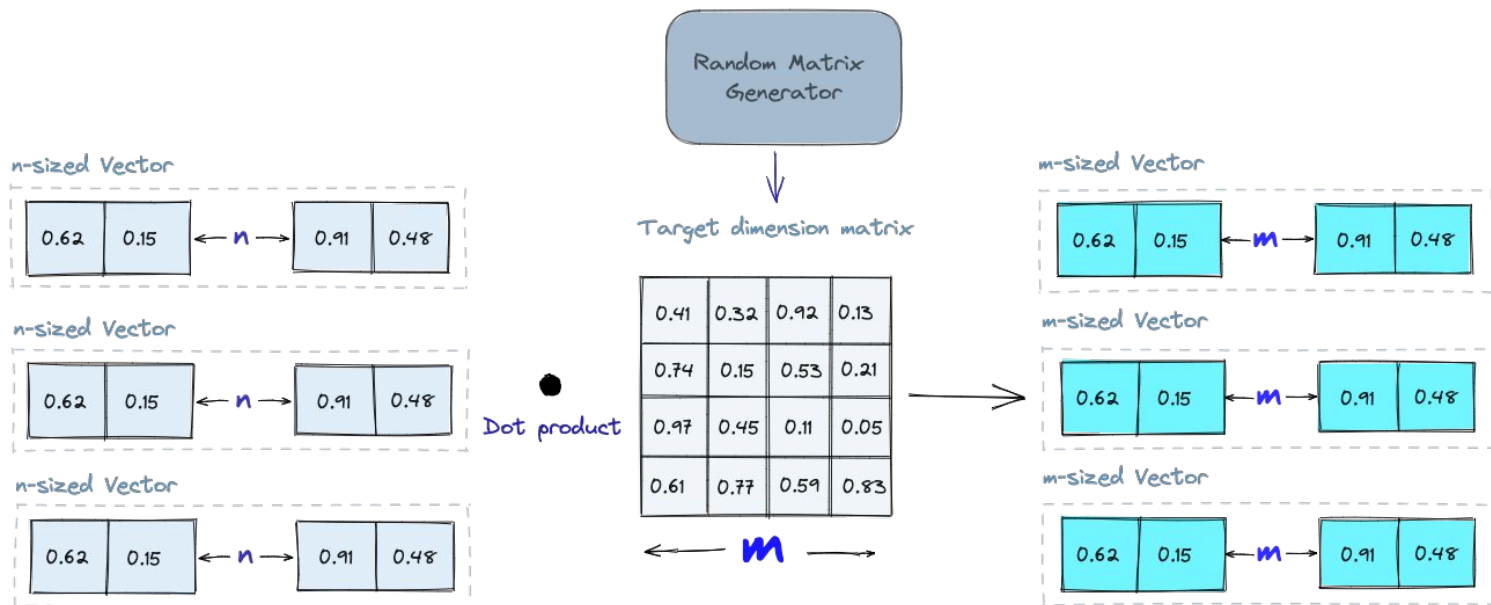 Random Matrix
Generator
n-sized Vector
0.62 0.15 n 0.91 0.48
n-sized Vector
0.62 0.15 n 0.91 0.48
n-sized Vector
0.62 0.15 n 0.91 0.48
Dot product
Target dimension matrix
0.41 0.32 0.92 0.13
0.74 0.15 0.53 0.21
0.97 0.45 0.11 0.05
0.61 0.77 0.59 0.83
m
m-sized Vector
0.62 0.15 m 0.91 0.48
m-sized Vector
0.62 0.15 m 0.91 0.48
m-sized Vector
0.62 0.15 m 0.91 0.48